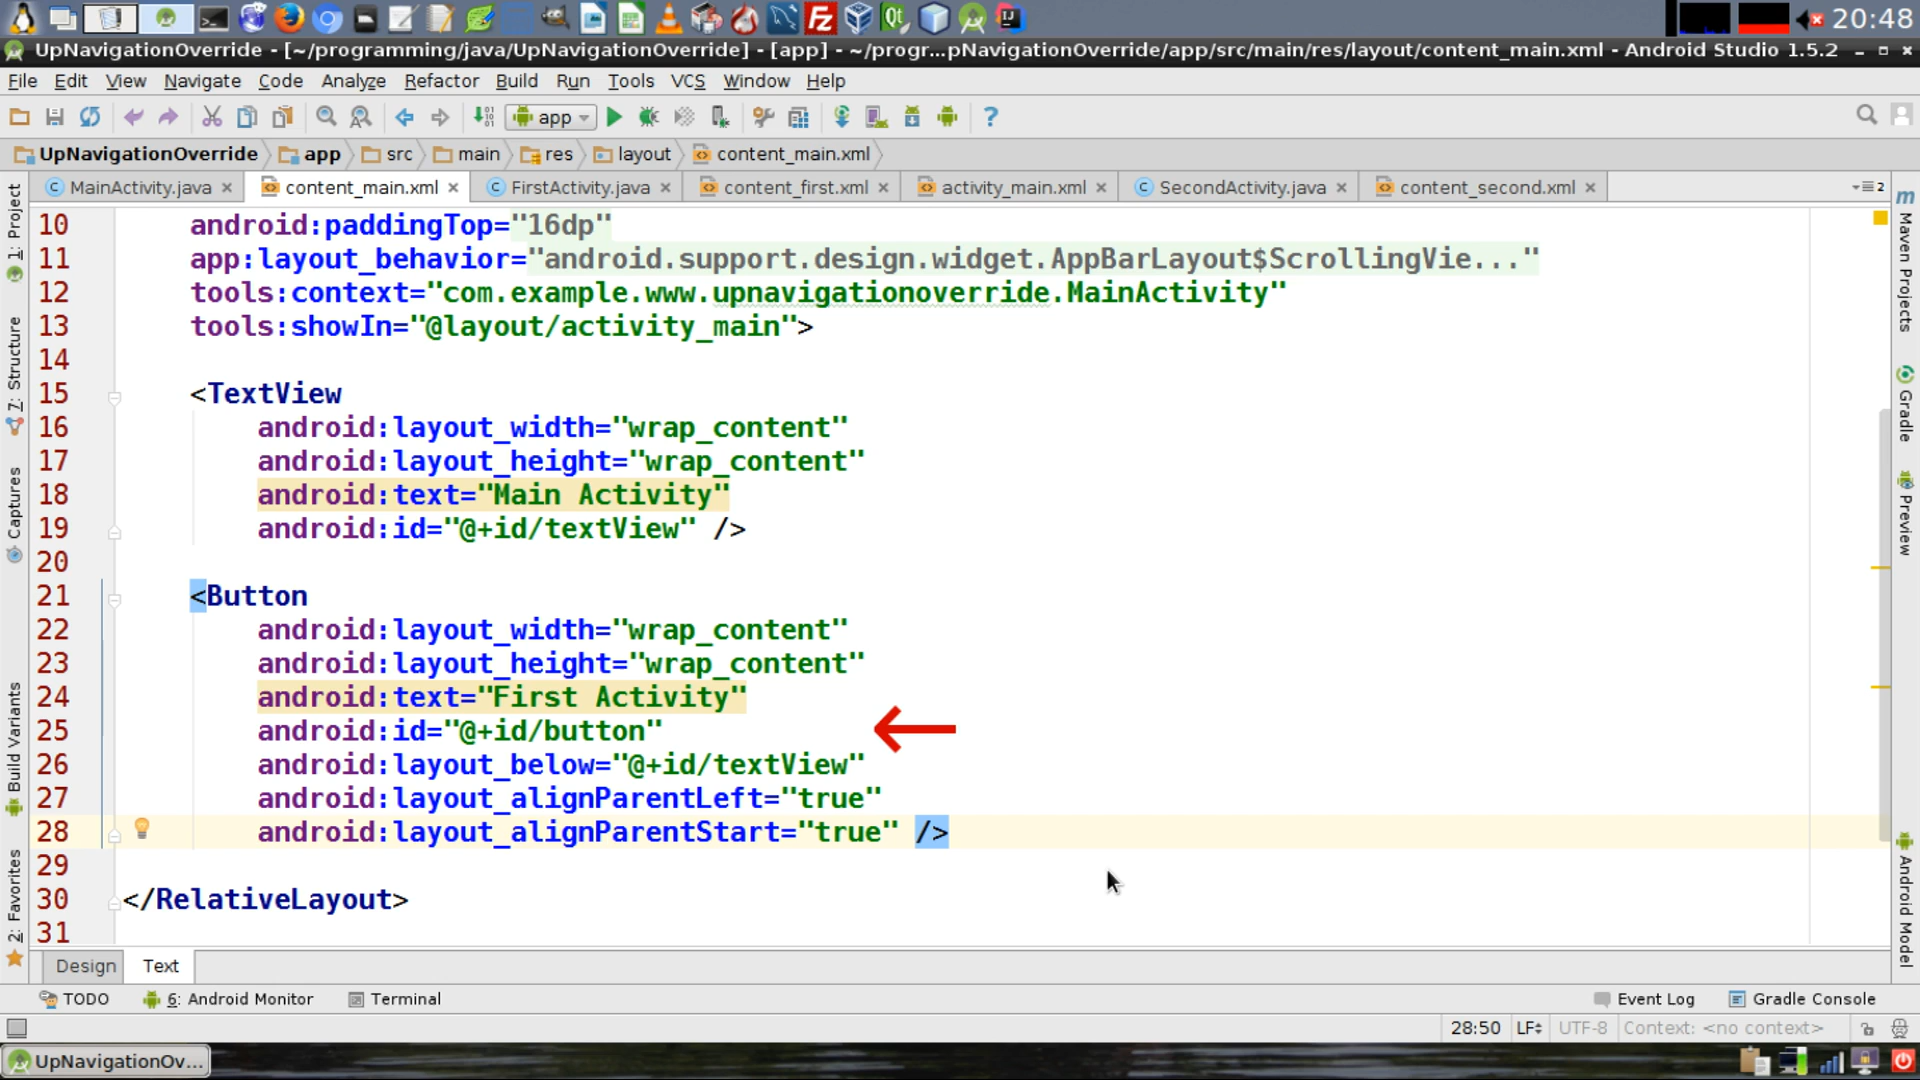 20:48
UpNavigationOverride - [~/programming/java/UpNavigationOverride] - [app] - ~/progr...pNavigationOverride/app/src/main/res/layout/content_main.xml - Android Studio 1.5.2
File Edit View Navigate Code Analyze Refactor Build Run Tools VCS Window Help
app
UpNavigationOverride app src main res layout content_main.xml
MainActivity.java content_main.xml FirstActivity.java content_first.xml activity_main.xml SecondActivity.java content_second.xml 2
10 android:paddingTop="16dp"
11 app:layout_behavior="android.support.design.widget.AppBarLayout$ScrollingVie..."
12 tools:context="com.example.www.upnavigationoverride.MainActivity"
13 tools:showIn="@layout/activity_main">
14
15 <TextView
16 android:layout_width="wrap_content"
17 android:layout_height="wrap_content"
18 android:text="Main Activity"
19 android:id="@+id/textView" />
20
21 <Button
22 android:layout_width="wrap_content"
23 android:layout_height="wrap_content"
24 android:text="First Activity"
25 android:id="@+id/button"
26 android:layout_below="@+id/textView"
27 android:layout_alignParentLeft="true"
28 android:layout_alignParentStart="true" />
29
30 </RelativeLayout>
31
1: Project
7: Structure
Captures
Build Variants
2: Favorites
Maven Projects
Gradle
Preview
Android Model
Design Text
TODO 6: Android Monitor Terminal Event Log Gradle Console
28:50 LF UTF-8 Context: <no context>
UpNavigationOv...